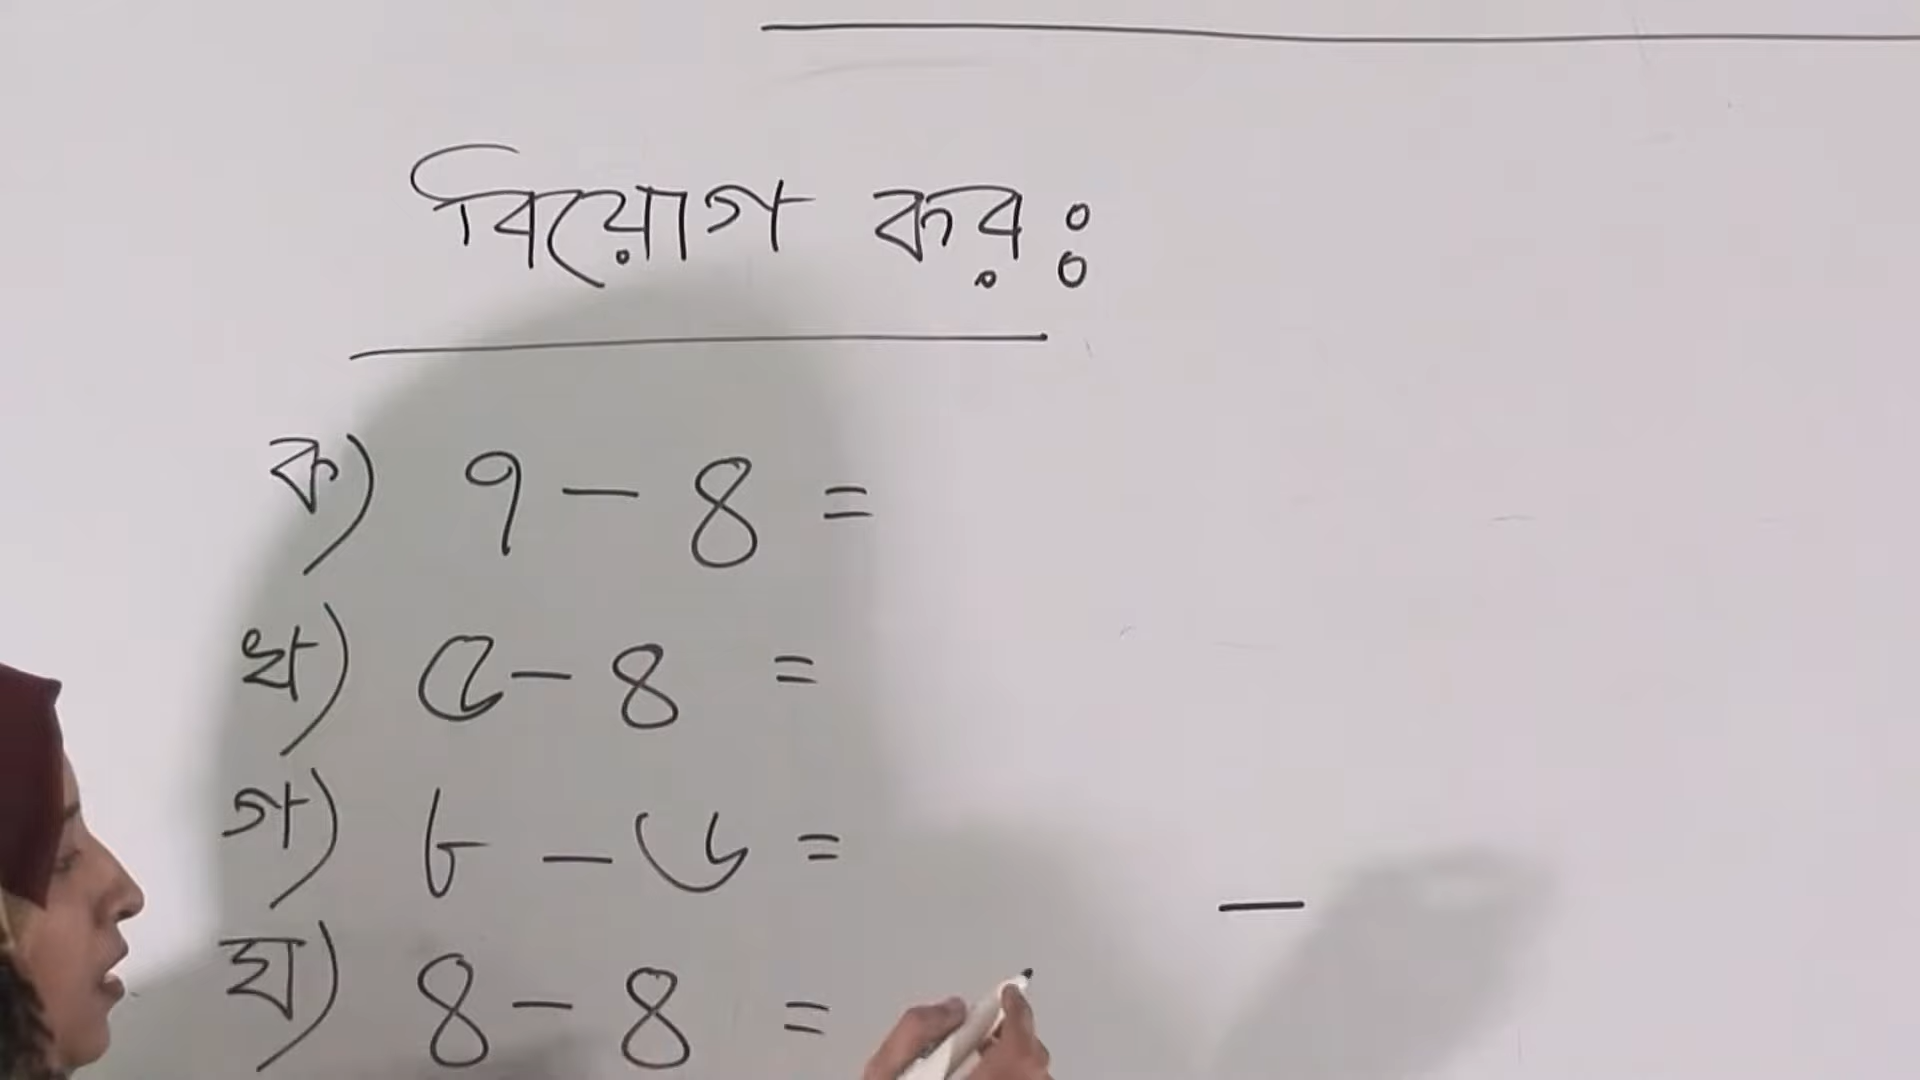 বিয়োগ কর :
ক) ৭ - ৪ =
খ) ৫ - ৪ =
গ) ৮ - ৬ =
ঘ) ৪ - ৪ =